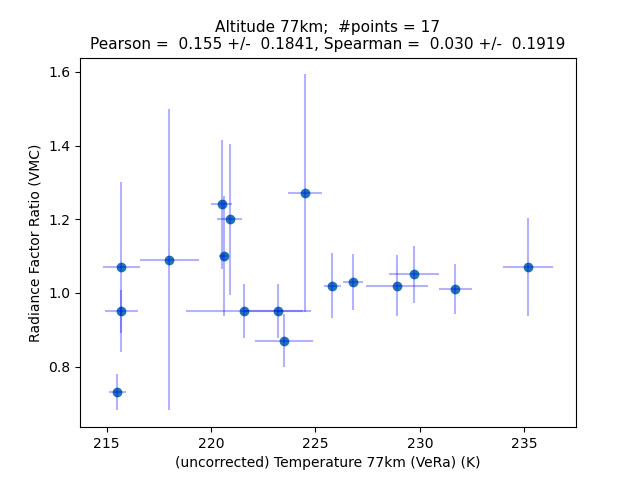 Altitude 77km;  #points = 17
Pearson =  0.155 +/-  0.1841, Spearman =  0.030 +/-  0.1919
Radiance Factor Ratio (VMC)
1.6
1.4
1.2
1.0
0.8
215 220 225 230 235
(uncorrected) Temperature 77km (VeRa) (K)